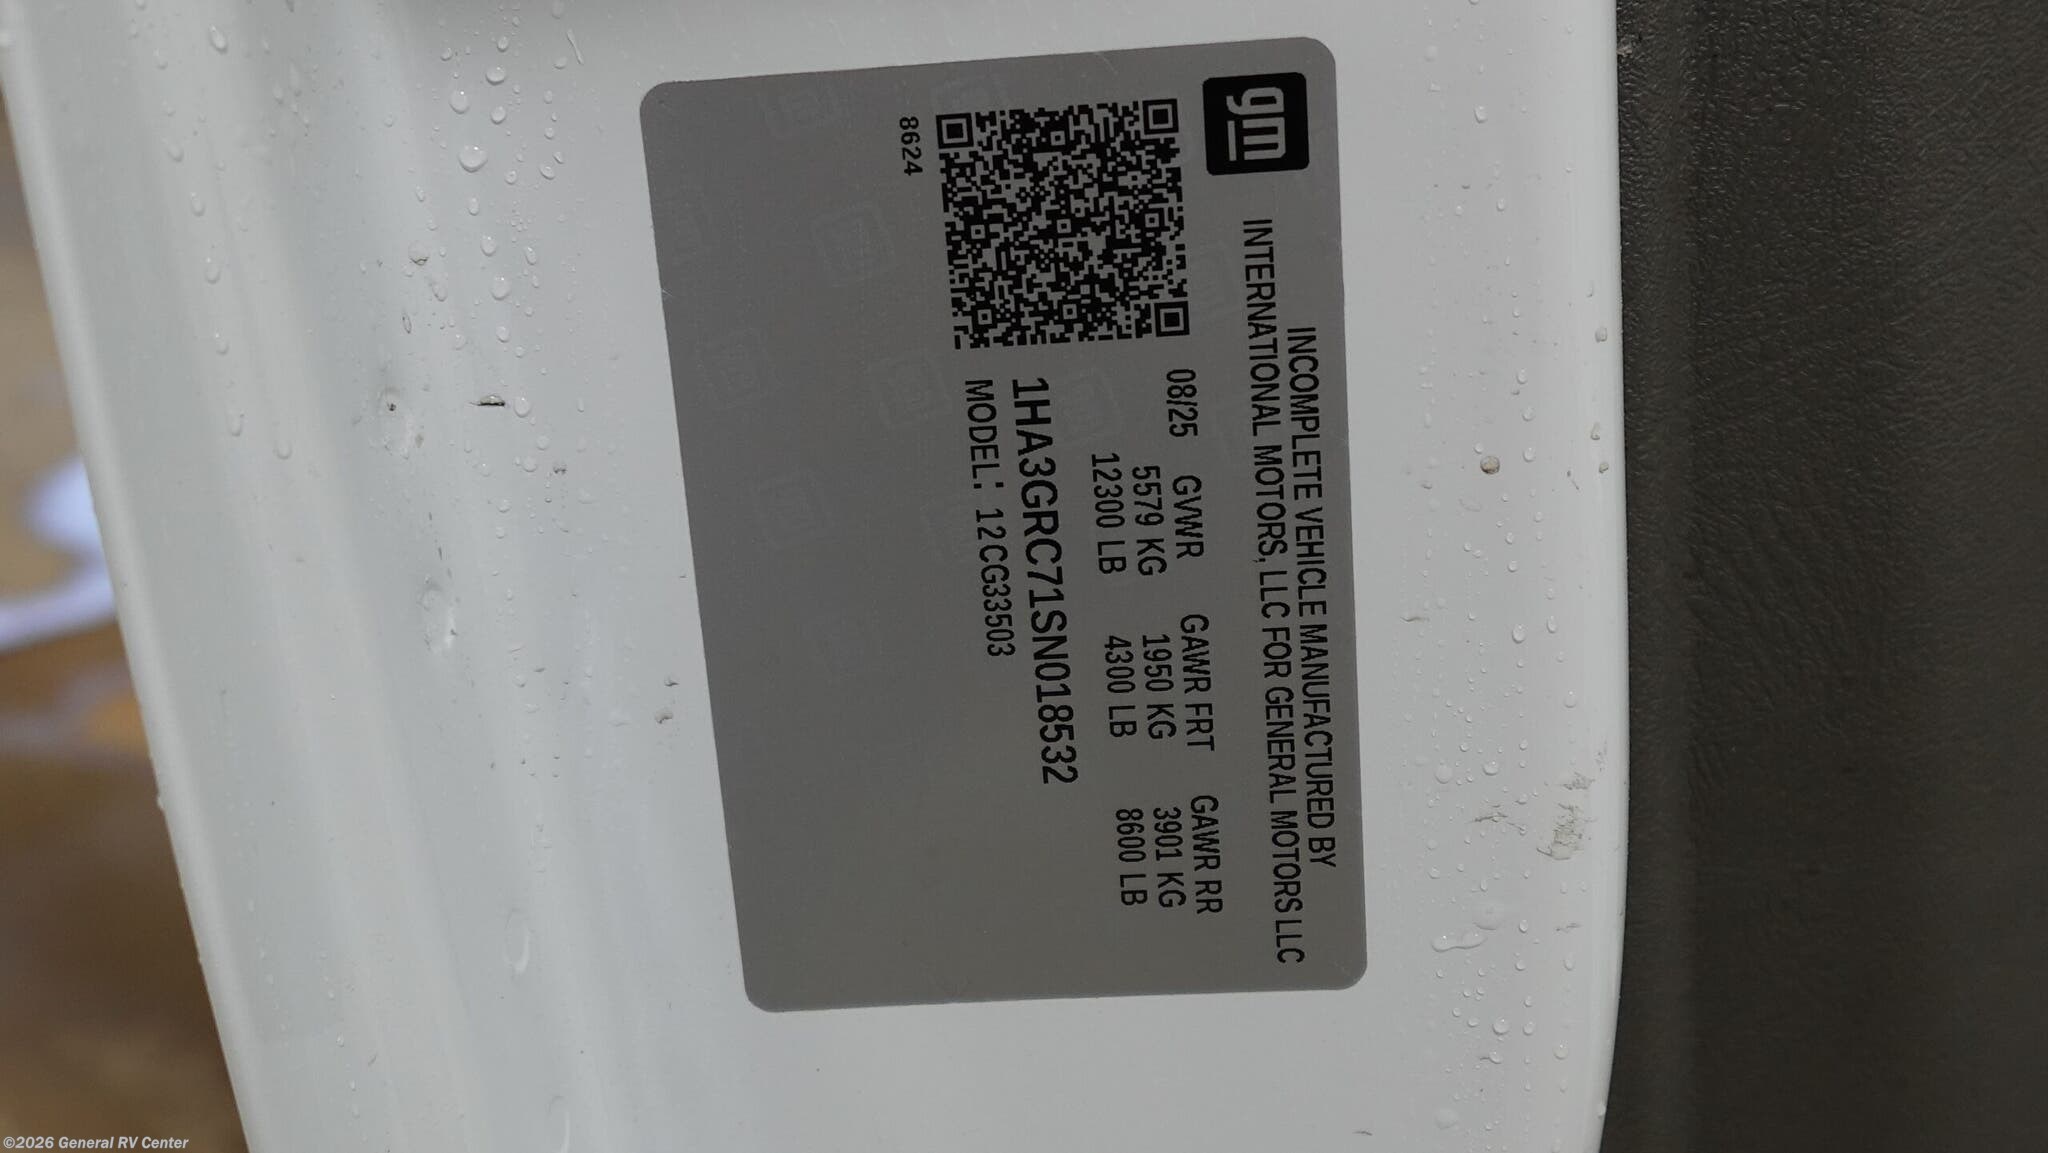 gm
INCOMPLETE VEHICLE MANUFACTURED BY
INTERNATIONAL MOTORS, LLC FOR GENERAL MOTORS LLC
08/25 GVWR GAWR FRT GAWR RR
5579 KG 1950 KG 3901 KG
12300 LB 4300 LB 8600 LB
1HA3GRC71SN018532
MODEL: 12CG33503
8624
©2026 General RV Center